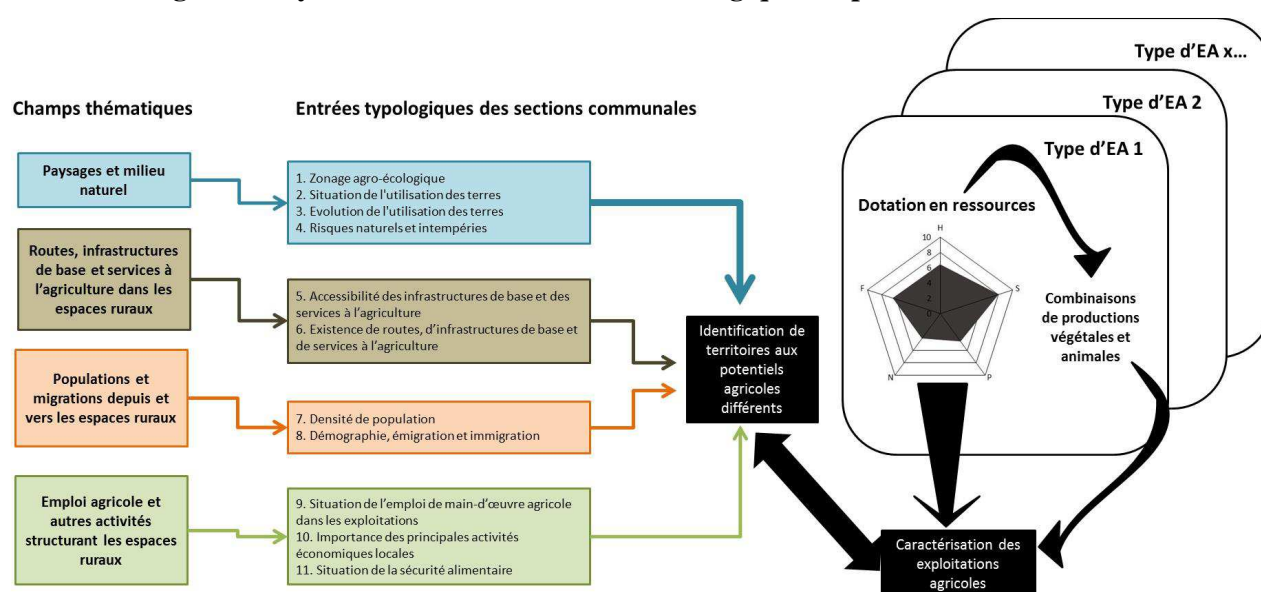 Champs thématiques
Entrées typologiques des sections communales
Paysages et milieu
naturel
1. Zonage agro-écologique
2. Situation de l'utilisation des terres
3. Evolution de l'utilisation des terres
4. Risques naturels et intempéries
Routes, infrastructures
de base et services à
l'agriculture dans les
espaces ruraux
5. Accessibilité des infrastructures de base et des
services à l'agriculture
6. Existence de routes, d'infrastructures de base et
de services à l'agriculture
Populations et
migrations depuis et
vers les espaces ruraux
7. Densité de population
8. Démographie, émigration et immigration
Emploi agricole et
autres activités
structurant les espaces
ruraux
9. Situation de l'emploi de main-d'œuvre agricole
dans les exploitations
10. Importance des principales activités
économiques locales
11. Situation de la sécurité alimentaire
Identification de
territoires aux
potentiels
agricoles
différents
Type d'EA x...
Type d'EA 2
Type d'EA 1
Dotation en ressources
H
10
8
6
4
2
0
F
S
N
P
Combinaisons
de productions
végétales et
animales
Caractérisation des
exploitations
agricoles